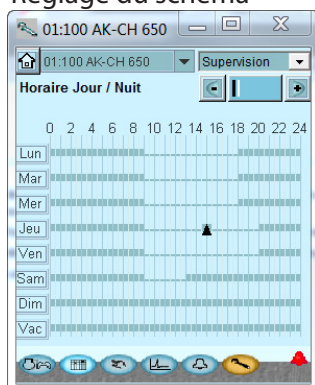 Réglage du schéma
01:100 AK-CH 650
01:100 AK-CH 650 Supervision
Horaire Jour / Nuit
0 2 4 6 8 10 12 14 16 18 20 22 24
Lun
Mar
Mer
Jeu
Ven
Sam
Dim
Vac